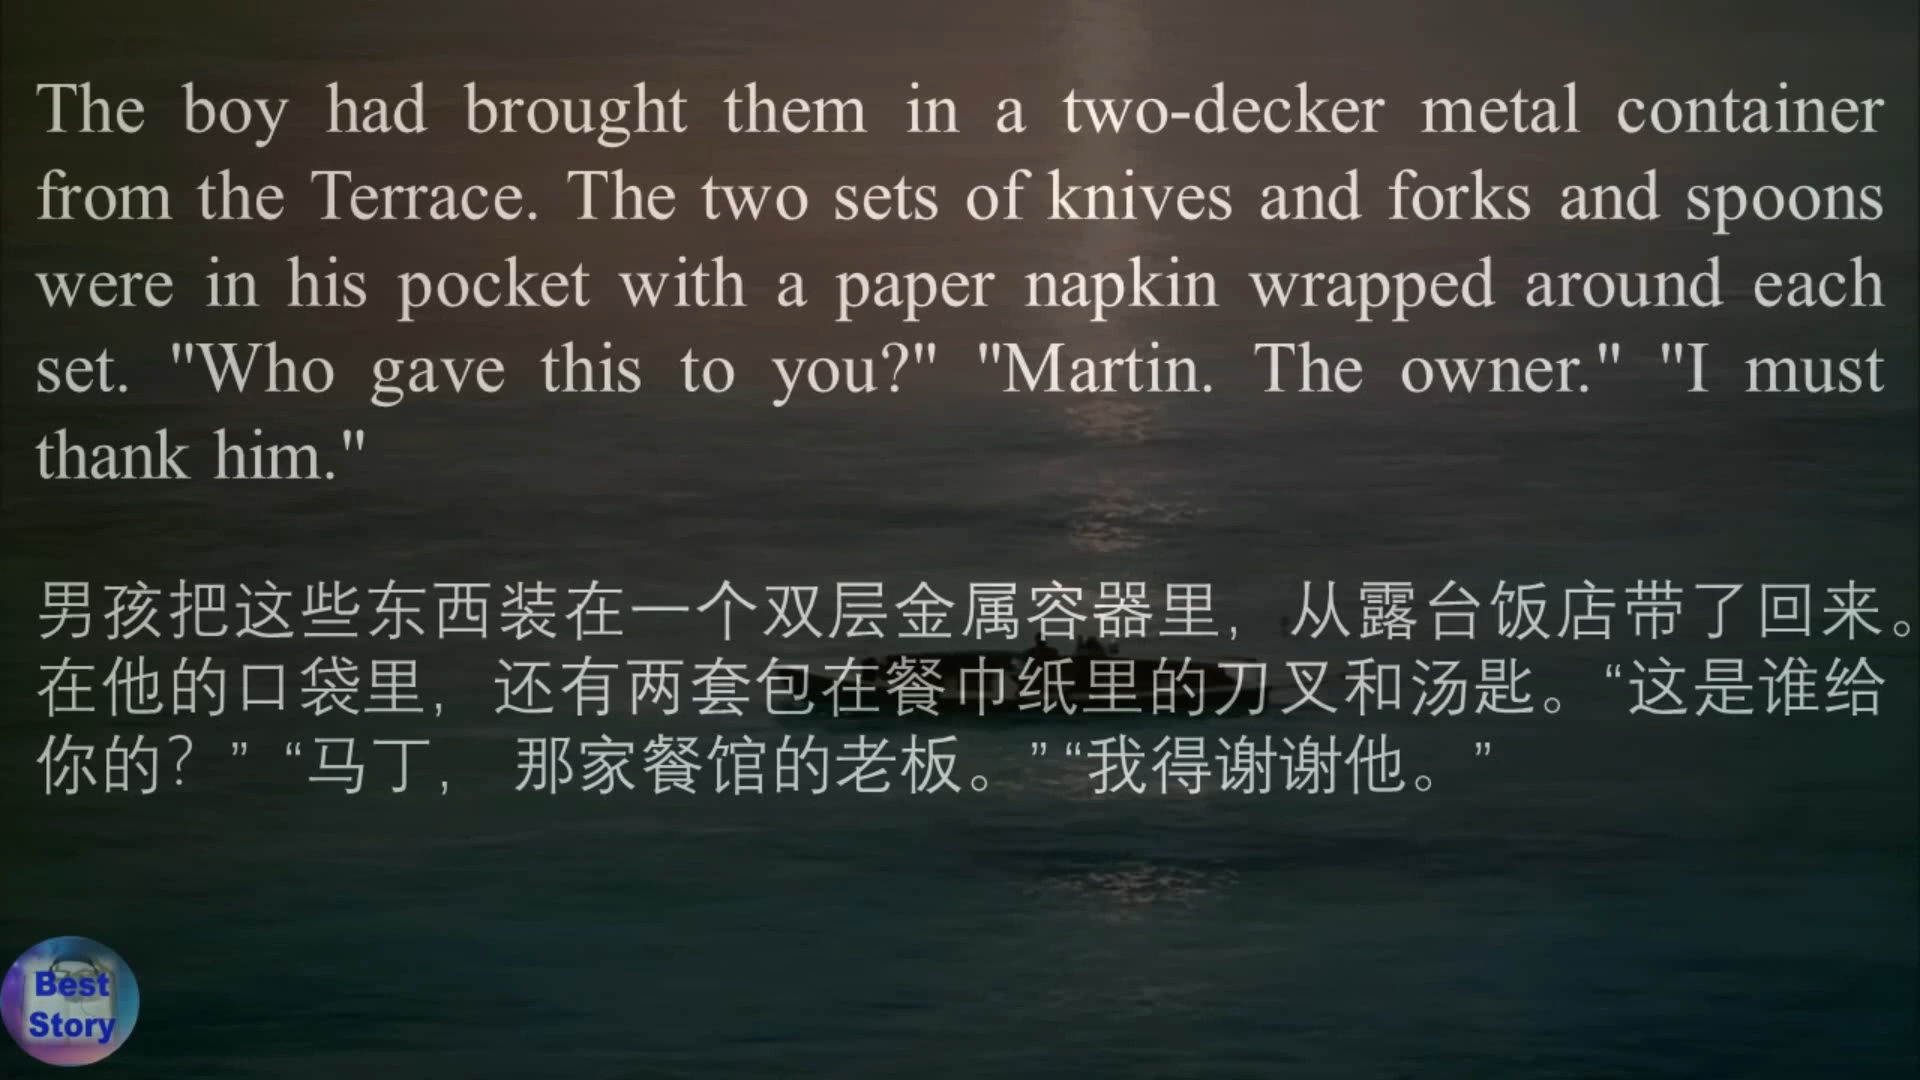 The boy had brought them in a two-decker metal container
from the Terrace. The two sets of knives and forks and spoons
were in his pocket with a paper napkin wrapped around each
set. "Who gave this to you?" "Martin. The owner." "I must
thank him."
男孩把这些东西装在一个双层金属容器里，从露台饭店带了回来。
在他的口袋里，还有两套包在餐巾纸里的刀叉和汤匙。“这是谁给
你的？” “马丁， 那家餐馆的老板。” “我得谢谢他。”
Best
Story